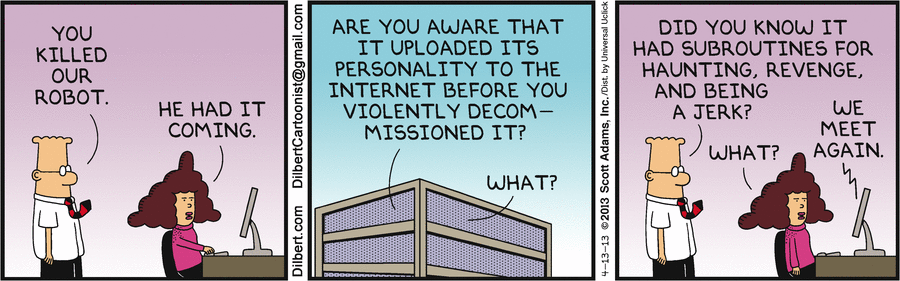 YOU
KILLED
OUR
ROBOT.
HE HAD IT
COMING.
Dilbert.com DilbertCartoonist@gmail.com
ARE YOU AWARE THAT
IT UPLOADED ITS
PERSONALITY TO THE
INTERNET BEFORE YOU
VIOLENTLY DECOM–
MISSIONED IT?
WHAT?
4-13-13 © 2013 Scott Adams, Inc. /Dist. by Universal Uclick
DID YOU KNOW IT
HAD SUBROUTINES FOR
HAUNTING, REVENGE,
AND BEING
A JERK?
WHAT?
WE
MEET
AGAIN.